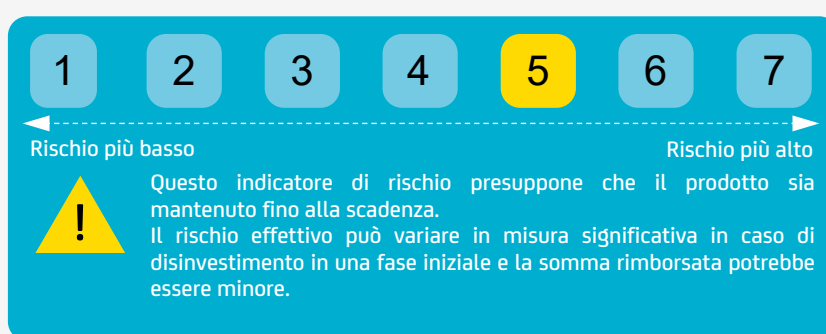 1 2 3 4 5 6 7
Rischio più basso Rischio più alto
!
Questo indicatore di rischio presuppone che il prodotto sia
mantenuto fino alla scadenza.
Il rischio effettivo può variare in misura significativa in caso di
disinvestimento in una fase iniziale e la somma rimborsata potrebbe
essere minore.